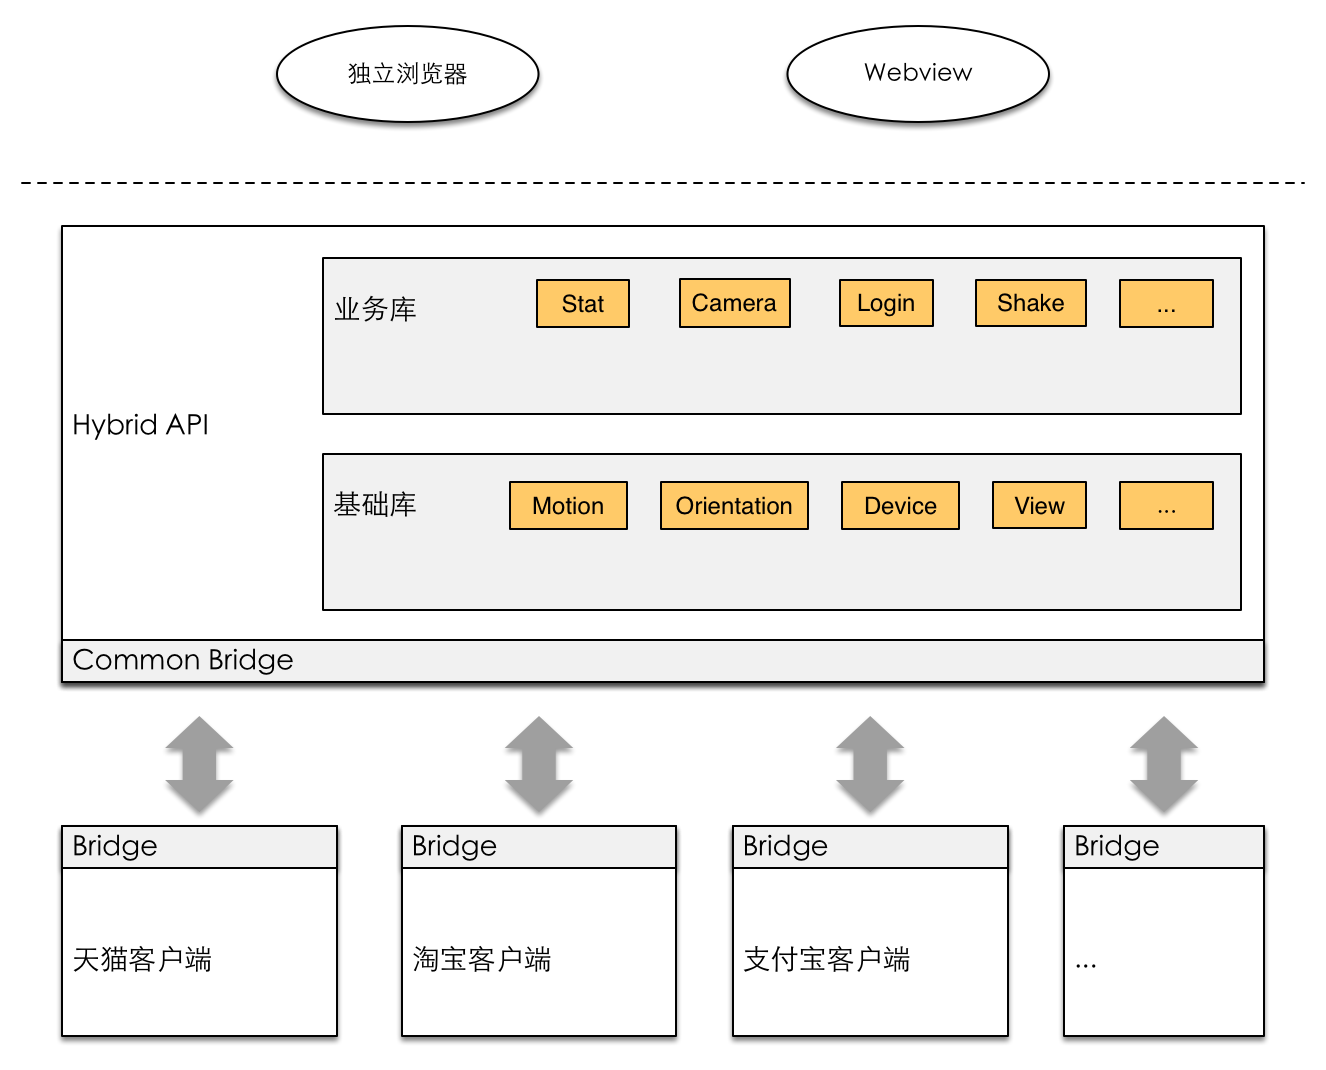 独立浏览器
Webview
业务库
Stat
Camera
Login
Shake
...
Hybrid API
基础库
Motion
Orientation
Device
View
...
Common Bridge
Bridge
Bridge
Bridge
Bridge
天猫客户端
淘宝客户端
支付宝客户端
...